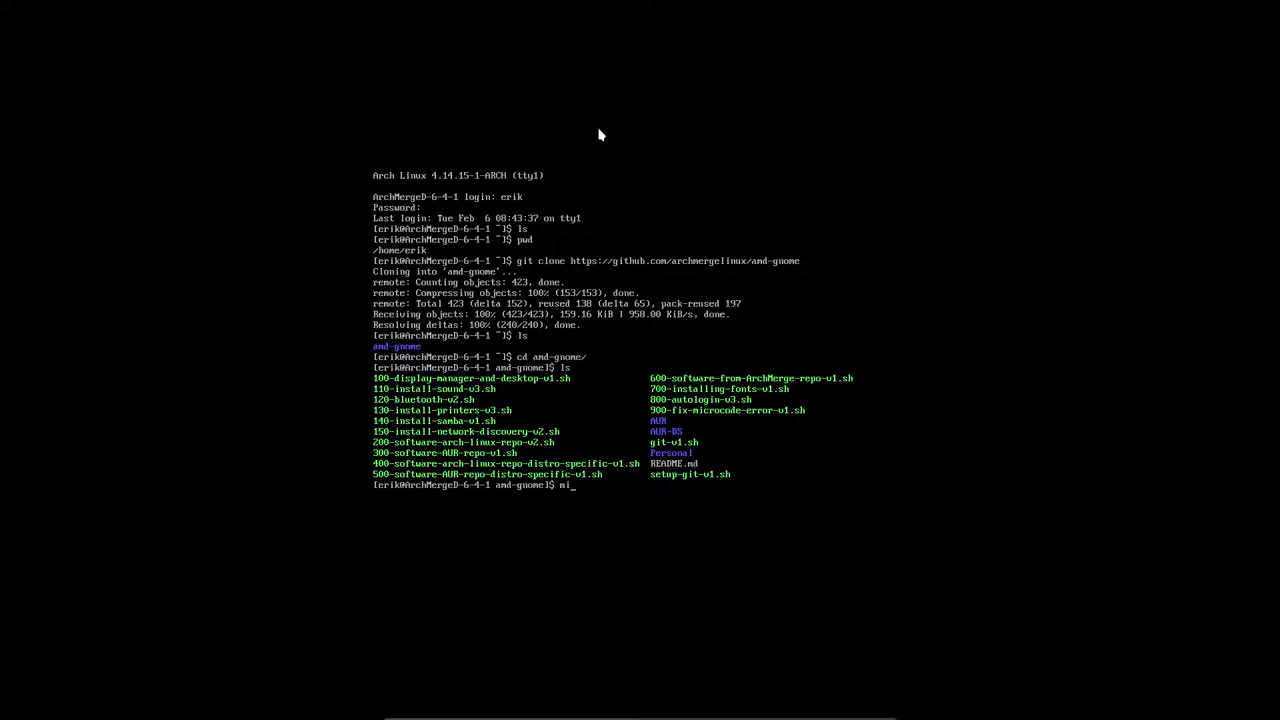 Arch Linux 4.14.15-1-ARCH (tty1)
ArchMergeD-6-4-1 login: erik
Password:
Last login: Tue Feb  6 08:43:37 on tty1
[erik@ArchMergeD-6-4-1 ~]$ ls
[erik@ArchMergeD-6-4-1 ~]$ pwd
/home/erik
[erik@ArchMergeD-6-4-1 ~]$ git clone https://github.com/archmergelinux/amd-gnome
Cloning into 'amd-gnome'...
remote: Counting objects: 423, done.
remote: Compressing objects: 100% (153/153), done.
remote: Total 423 (delta 152), reused 138 (delta 65), pack-reused 197
Receiving objects: 100% (423/423), 159.16 KiB | 958.00 KiB/s, done.
Resolving deltas: 100% (240/240), done.
[erik@ArchMergeD-6-4-1 ~]$ ls
amd-gnome
[erik@ArchMergeD-6-4-1 ~]$ cd amd-gnome/
[erik@ArchMergeD-6-4-1 amd-gnome]$ ls
100-display-manager-and-desktop-v1.sh 600-software-from-ArchMerge-repo-v1.sh
110-install-sound-v3.sh 700-installing-fonts-v1.sh
120-bluetooth-v2.sh 800-autologin-v3.sh
130-install-printers-v3.sh 900-fix-microcode-error-v1.sh
140-install-samba-v1.sh AUR
150-install-network-discovery-v2.sh AUR-DS
200-software-arch-linux-repo-v2.sh git-v1.sh
300-software-AUR-repo-v1.sh Personal
400-software-arch-linux-repo-distro-specific-v1.sh README.md
500-software-AUR-repo-distro-specific-v1.sh setup-git-v1.sh
[erik@ArchMergeD-6-4-1 amd-gnome]$ mi_